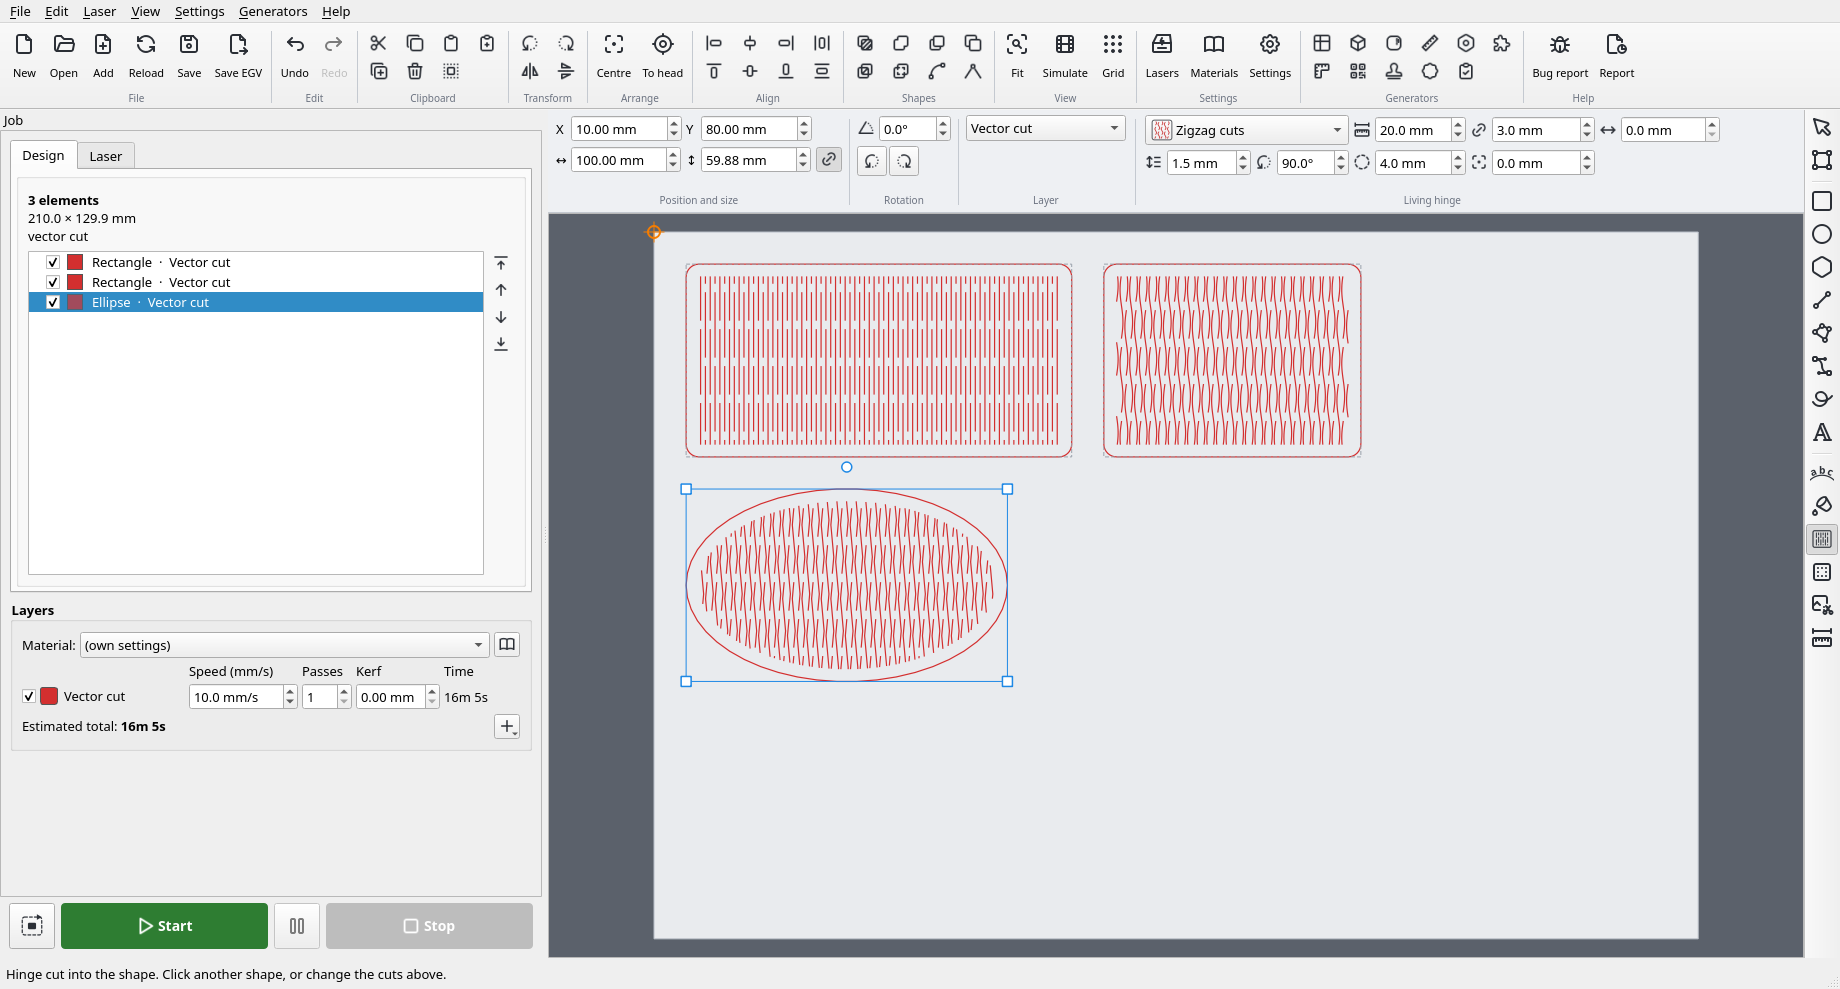 File Edit Laser View Settings Generators Help
New Open Add Reload Save Save EGV Undo Redo Centre To head Fit Simulate Grid Lasers Materials Settings Bug report Report
File Edit Clipboard Transform Arrange Align Shapes View Settings Generators Help
Job
Design Laser
3 elements
210.0 × 129.9 mm
vector cut
Rectangle · Vector cut
Rectangle · Vector cut
Ellipse · Vector cut
Layers
Material: (own settings)
Speed (mm/s) Passes Kerf Time
Vector cut 10.0 mm/s 1 0.00 mm 16m 5s
Estimated total: 16m 5s
Start Stop
Hinge cut into the shape. Click another shape, or change the cuts above.
X 10.00 mm Y 80.00 mm 0.0° Vector cut Zigzag cuts 20.0 mm 3.0 mm 0.0 mm
100.00 mm 59.88 mm 1.5 mm 90.0° 4.0 mm 0.0 mm
Position and size Rotation Layer Living hinge
A
abc